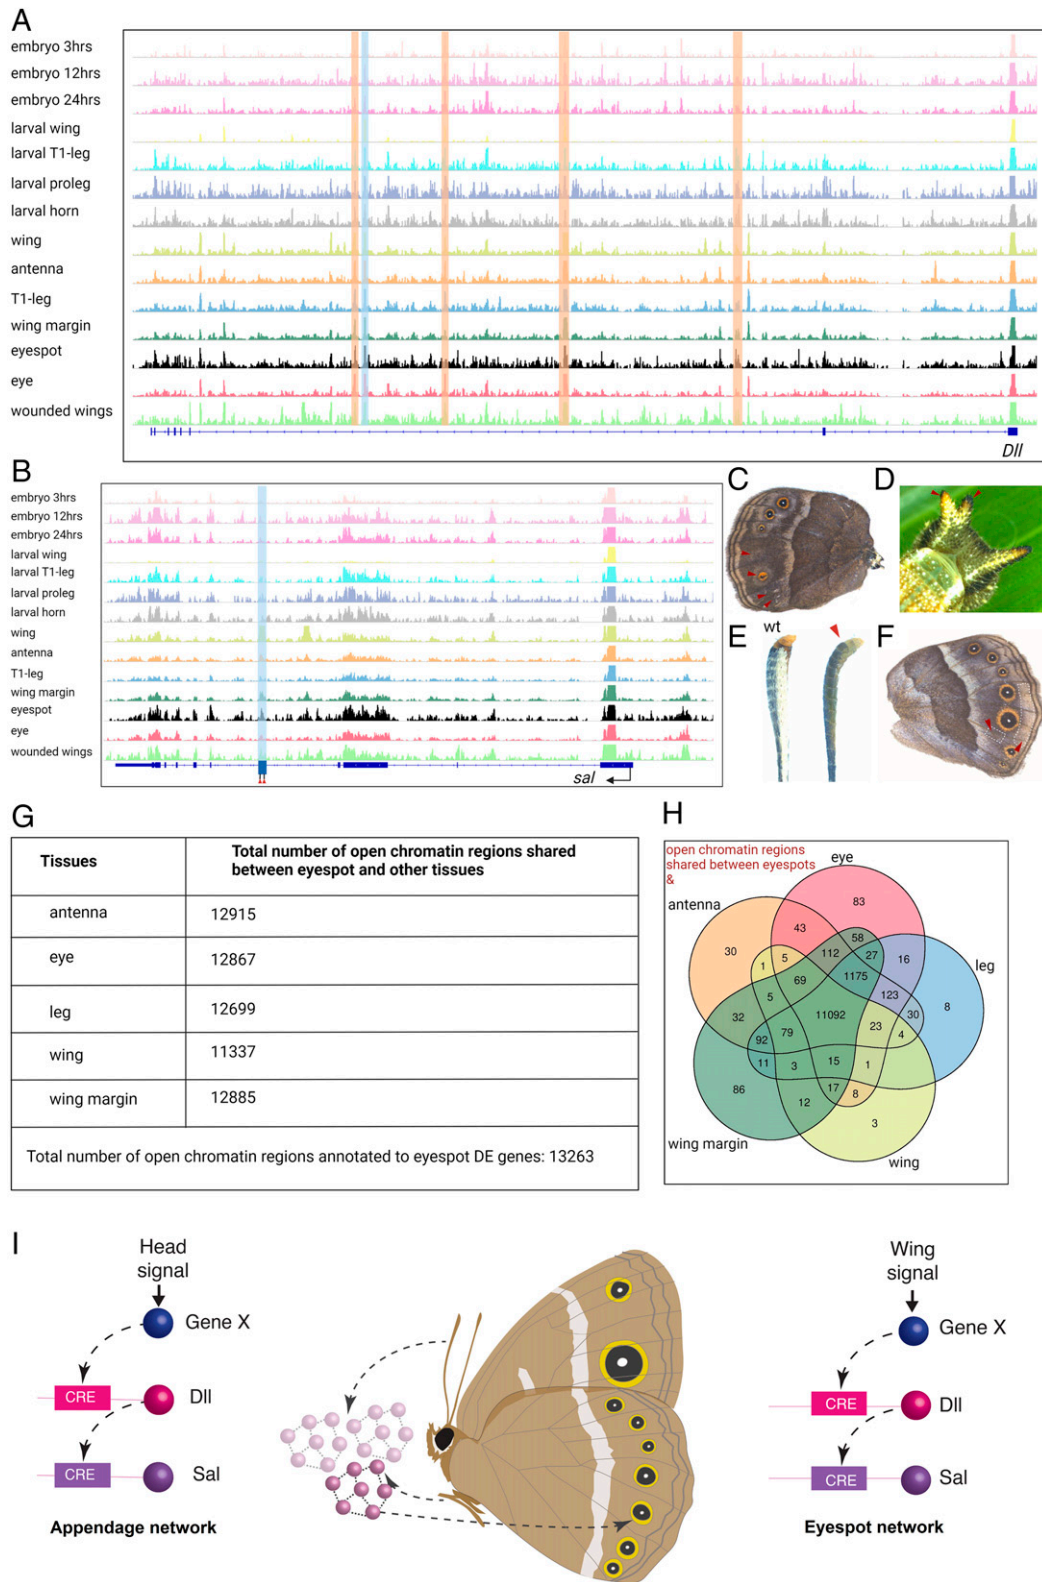 A
embryo 3hrs
embryo 12hrs
embryo 24hrs
larval wing
larval T1-leg
larval proleg
larval horn
wing
antenna
T1-leg
wing margin
eyespot
eye
wounded wings
Dll
B
embryo 3hrs
embryo 12hrs
embryo 24hrs
larval wing
larval T1-leg
larval proleg
larval horn
wing
antenna
T1-leg
wing margin
eyespot
eye
wounded wings
sal
C
D
E
wt
F
G
Tissues
Total number of open chromatin regions shared
between eyespot and other tissues
antenna
12915
eye
12867
leg
12699
wing
11337
wing margin
12885
Total number of open chromatin regions annotated to eyespot DE genes: 13263
H
open chromatin regions
shared between eyespots
&
eye
antenna
leg
wing margin
wing
83
43
58
30
112
27
16
1
5
69
1175
5
123
8
32
11092
30
79
23
4
92
11
3
15
1
86
17
8
12
3
I
Head
signal
Gene X
CRE
Dll
CRE
Sal
Appendage network
Wing
signal
Gene X
CRE
Dll
CRE
Sal
Eyespot network